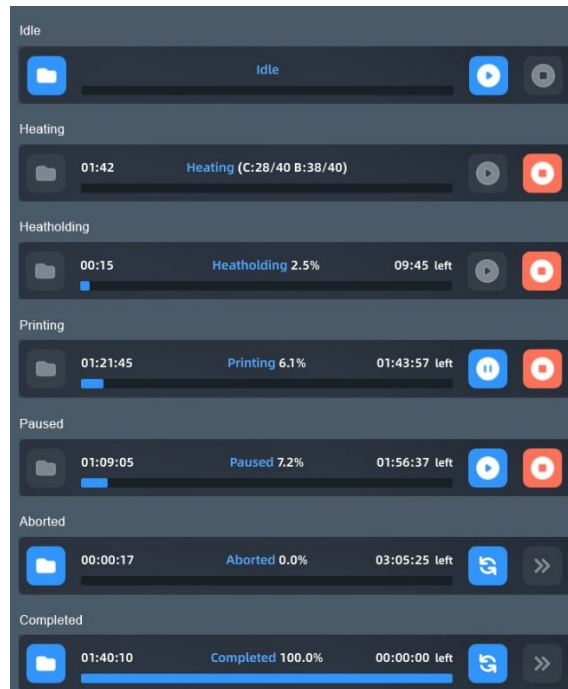 Idle
Idle
Heating
01:42 Heating (C:28/40 B:38/40)
Heatholding
00:15 Heatholding 2.5% 09:45 left
Printing
01:21:45 Printing 6.1% 01:43:57 left
Paused
01:09:05 Paused 7.2% 01:56:37 left
Aborted
00:00:17 Aborted 0.0% 03:05:25 left
Completed
01:40:10 Completed 100.0% 00:00:00 left